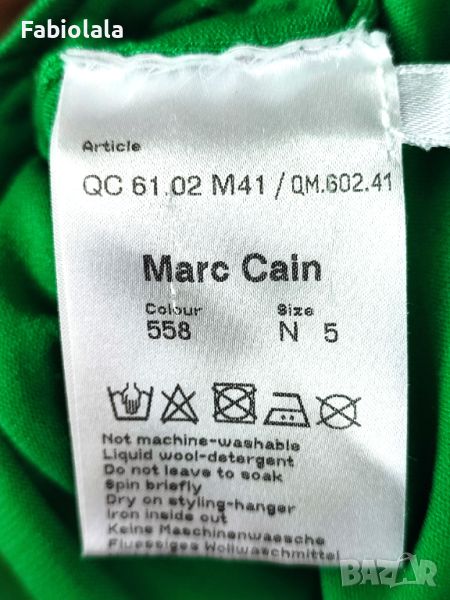 Fabiolala
Article
QC 61.02 M41 / QM.602.41
Marc Cain
Colour Size
558 N 5
Not machine-washable
Liquid wool-detergent
Do not leave to soak
Spin briefly
Dry on styling-hanger
Iron inside out
Keine Maschinenwaesche
Fluessiges Wollwaschmittel
BAZAR